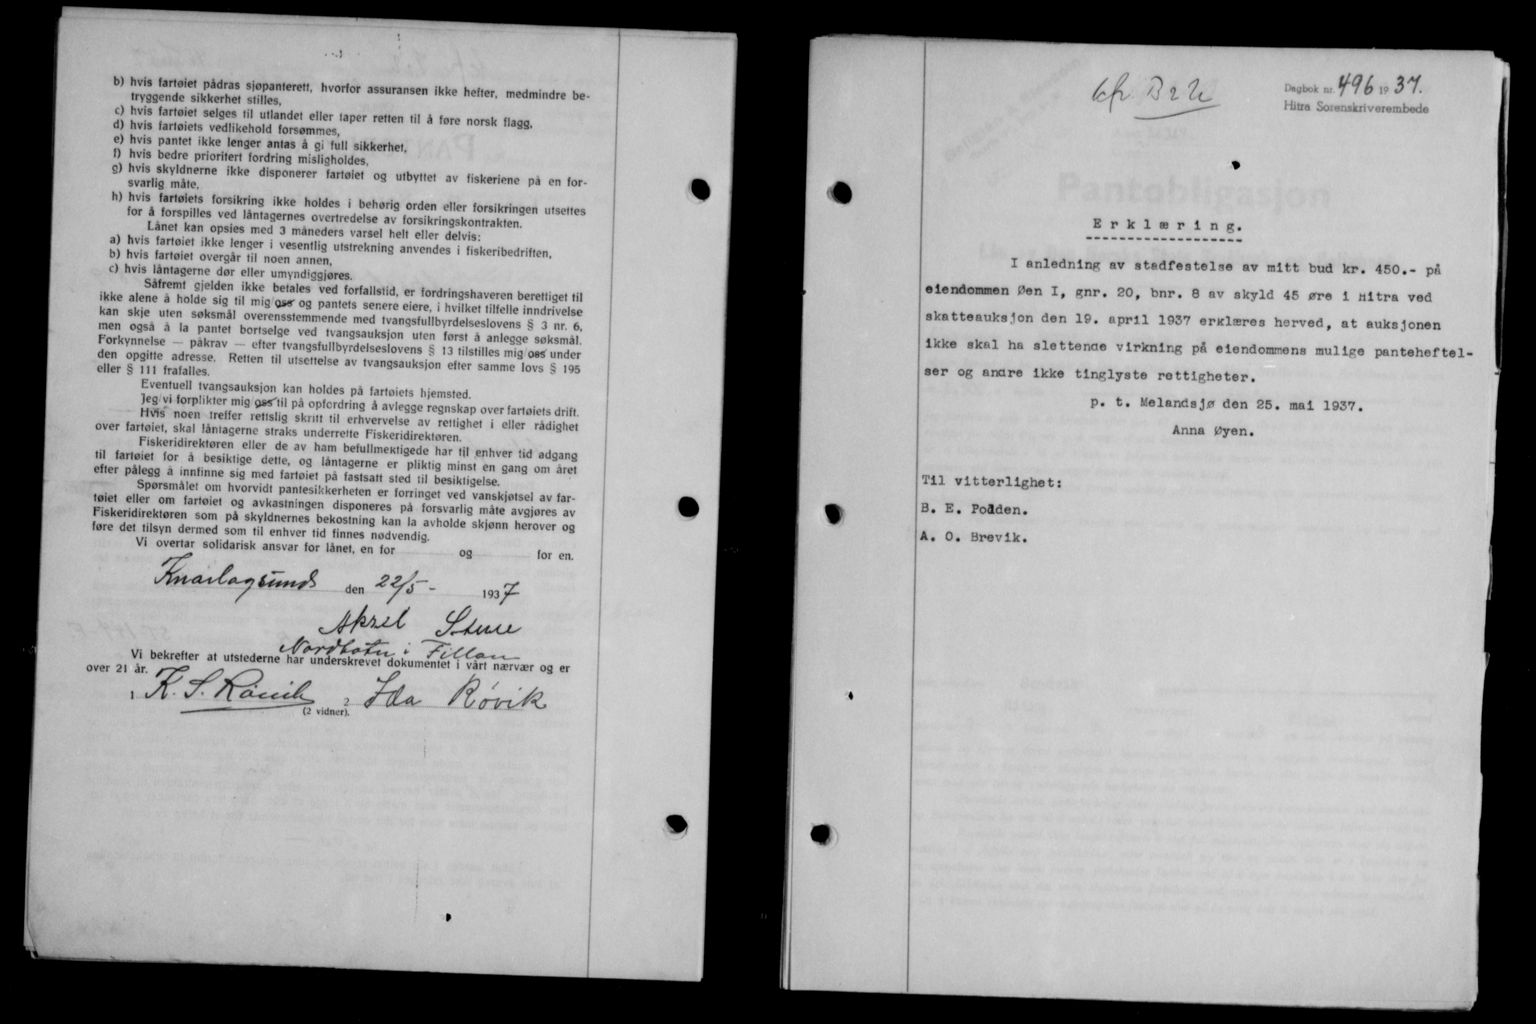 b) hvis fartøiet pådras sjøpanterett, hvorfor assuransen ikke hefter, medmindre be-
tryggende sikkerhet stilles,
c) hvis fartøiet selges til utlandet eller taper retten til å føre norsk flagg,
d) hvis fartøiets vedlikehold forsømmes,
e) hvis pantet ikke lenger antas å gi full sikkerhet,
f) hvis bedre prioritert fordring misligholdes,
g) hvis skyldnerne ikke disponerer fartøiet og utbyttet av fiskeriene på en for-
svarlig måte,
h) hvis fartøiets forsikring ikke holdes i behørig orden eller forsikringen utsettes
for å forspilles ved låntagernes overtredelse av forsikringskontrakten.
Lånet kan opsies med 3 måneders varsel helt eller delvis:
a) hvis fartøiet ikke lenger i vesentlig utstrekning anvendes i fiskeribedriften,
b) hvis fartøiet overgår til noen annen,
c) hvis låntagerne dør eller umyndiggjøres.
Såfremt gjelden ikke betales ved forfallstid, er fordringshaveren berettiget til
ikke alene å holde sig til mig/oss og pantets senere eiere, i hvilket tilfelle inndrivelse
kan skje uten søksmål overensstemmende med tvangsfullbyrdelseslovens § 3 nr. 6,
men også å la pantet bortselge ved tvangsauksjon uten først å anlegge søksmål.
Forkynnelse — påkrav — efter tvangsfullbyrdelseslovens § 13 tilstilles mig/oss under
den opgitte adresse. Retten til utsettelse av tvangsauksjon efter samme lovs § 195
eller § 111 frafalles.
Eventuell tvangsauksjon kan holdes på fartøiets hjemsted.
Jeg/vi forplikter mig/oss til på opfordring å avlegge regnskap over fartøiets drift.
Hvis noen treffer rettslig skritt til erhvervelse av rettighet i eller rådighet
over fartøiet, skal låntagerne straks underrette Fiskeridirektøren.
Fiskeridirektøren eller de av ham befullmektigede har til enhver tid adgang
til fartøiet for å besiktige dette, og låntagerne er pliktig minst en gang om året
efter pålegg å innfinne sig med fartøiet på fastsatt sted til besiktigelse.
Spørsmålet om hvorvidt pantesikkerheten er forringet ved vanskjøtsel av far-
tøiet eller om fartøiet og avkastningen disponeres på forsvarlig måte avgjøres av
Fiskeridirektøren som på skyldnernes bekostning kan la avholde skjønn herover og
føre det tilsyn dermed som til enhver tid finnes nødvendig.
Vi overtar solidarisk ansvar for lånet, en for og for en.
Knarlagsund den 22/5- 1937
Aksel
Nordbotn i Fillan
Vi bekrefter at utstederne har underskrevet dokumentet i vårt nærvær og er
over 21 år.
1 K. S. Røvik 2 Ida Røvik
(2 vidner).
Dagbok nr. 496 1937.
Hitra Sorenskriverembede
Pantobligasjon
Erklæring.
I anledning av stadfestelse av mitt bud kr. 450.- på
eiendommen Øen I, gnr. 20, bnr. 8 av skyld 45 øre i Hitra ved
skatteauksjon den 19. april 1937 erklæres herved, at auksjonen
ikke skal ha slettende virkning på eiendommens mulige panteheftel-
ser og andre ikke tinglyste rettigheter.
p. t. Melandsjø den 25. mai 1937.
Anna Øyen.
Til vitterlighet:
B. E. Podden.
A. O. Brevik.